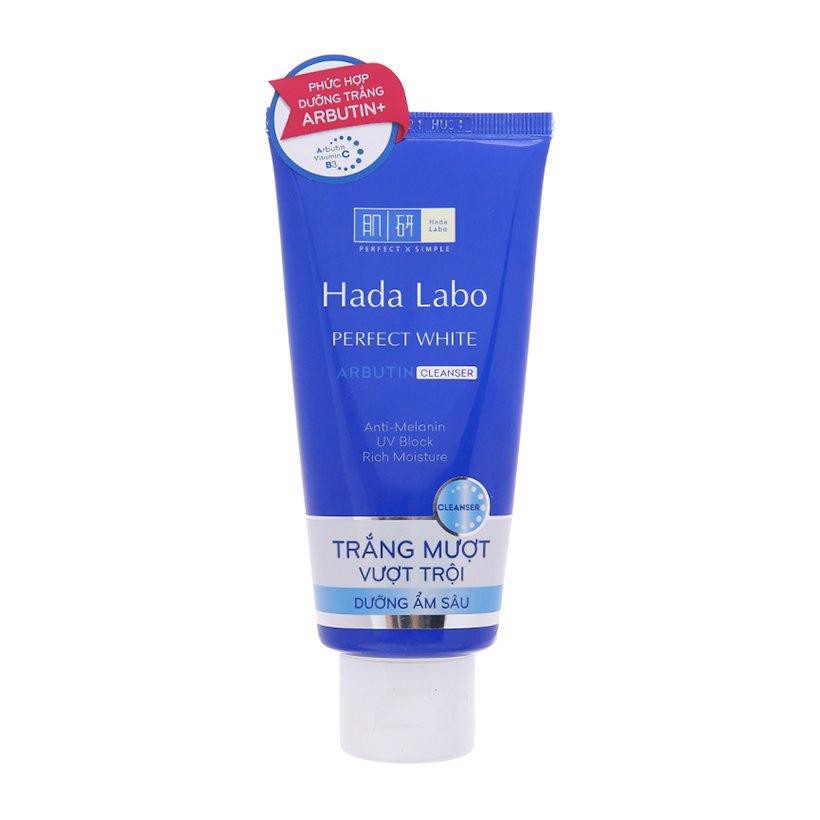 PHỨC HỢP
DƯỠNG TRẮNG
ARBUTIN+
Arbutin
Vitamin C
B3
肌研
Hada
Labo
PERFECT X SIMPLE
Hada Labo
PERFECT WHITE
ARBUTIN CLEANSER
Anti-Melanin
UV Block
Rich Moisture
CLEANSER
TRẮNG MƯỢT
VƯỢT TRỘI
DƯỠNG ẨM SÂU